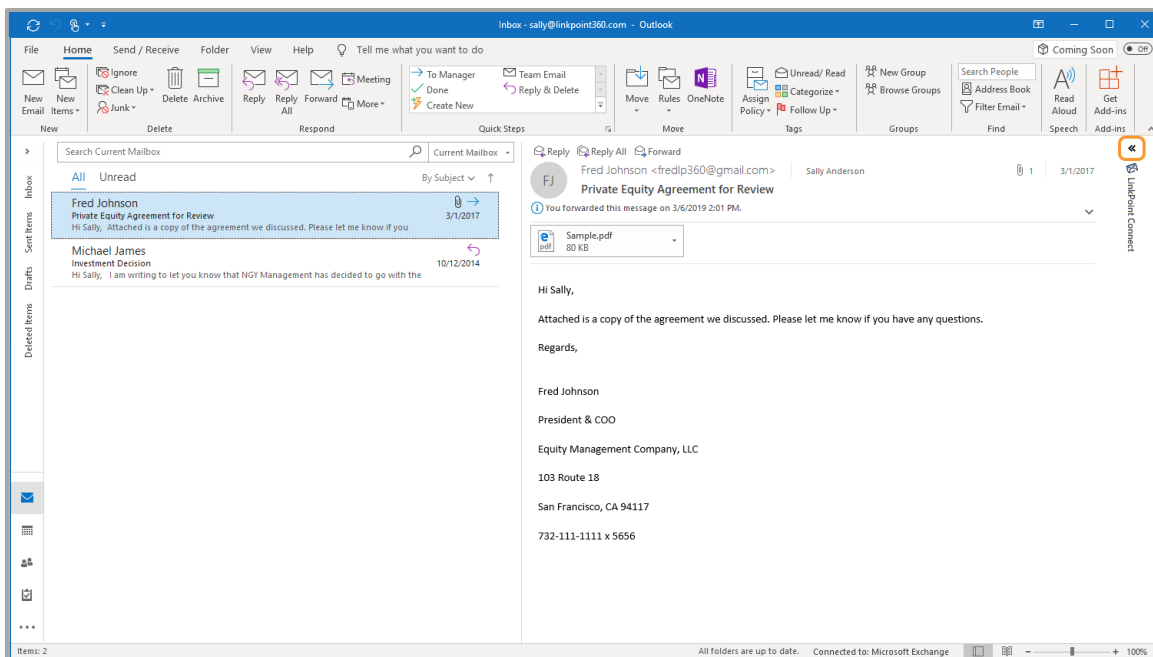 Inbox - sally@linkpoint360.com - Outlook
File Home Send / Receive Folder View Help Tell me what you want to do Coming Soon Off
New Email
New Items
Ignore
Clean Up
Junk
Delete Archive
Reply Reply All Forward
Meeting
More
To Manager
Done
Create New
Team Email
Reply & Delete
Move Rules OneNote
Assign Policy
Unread/ Read
Categorize
Follow Up
New Group
Browse Groups
Search People
Address Book
Filter Email
Read Aloud
Get Add-ins
New Delete Respond Quick Steps Move Tags Groups Find Speech Add-ins
Inbox
Sent Items
Drafts
Deleted Items
Search Current Mailbox Current Mailbox
All Unread By Subject
Fred Johnson
Private Equity Agreement for Review 3/1/2017
Hi Sally, Attached is a copy of the agreement we discussed. Please let me know if you
Michael James
Investment Decision 10/12/2014
Hi Sally, I am writing to let you know that NGY Management has decided to go with the
Reply Reply All Forward
FJ
Fred Johnson <fredlp360@gmail.com> Sally Anderson 1 3/1/2017
Private Equity Agreement for Review
You forwarded this message on 3/6/2019 2:01 PM.
pdf
Sample.pdf
80 KB
Hi Sally,
Attached is a copy of the agreement we discussed. Please let me know if you have any questions.
Regards,
Fred Johnson
President & COO
Equity Management Company, LLC
103 Route 18
San Francisco, CA 94117
732-111-1111 x 5656
LinkPoint Connect
Items: 2 All folders are up to date. Connected to: Microsoft Exchange 100%